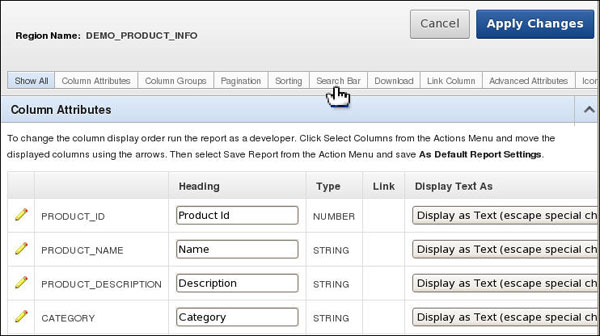 Cancel
Apply Changes
Region Name: DEMO_PRODUCT_INFO
Show All Column Attributes Column Groups Pagination Sorting Search Bar Download Link Column Advanced Attributes
Column Attributes
To change the column display order run the report as a developer. Click Select Columns from the Actions Menu and move the
displayed columns using the arrows. Then select Save Report from the Action Menu and save As Default Report Settings.
Heading Type Link Display Text As
PRODUCT_ID Product Id NUMBER Display as Text (escape special ch
PRODUCT_NAME Name STRING Display as Text (escape special ch
PRODUCT_DESCRIPTION Description STRING Display as Text (escape special ch
CATEGORY Category STRING Display as Text (escape special ch